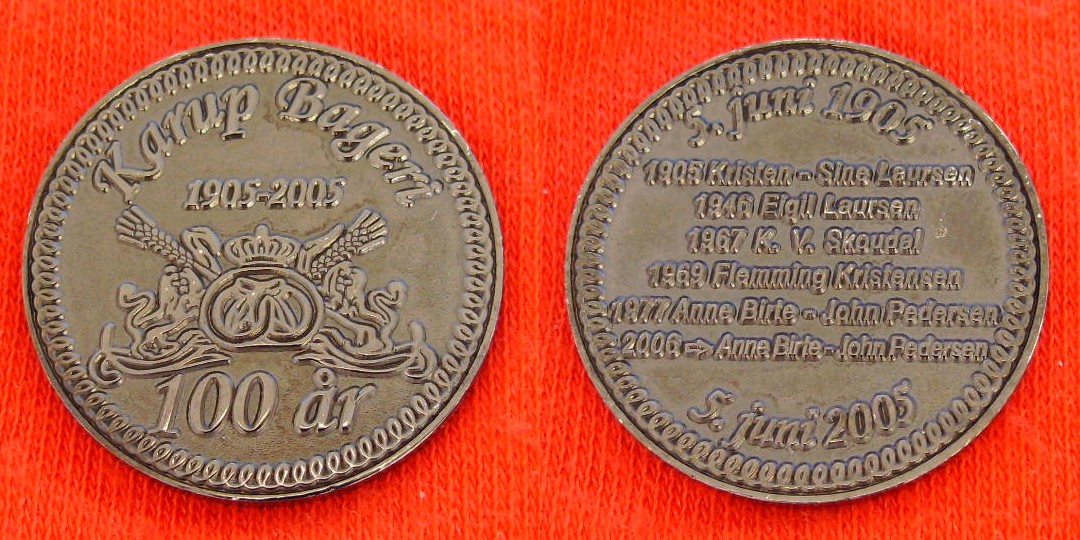 Karup Bageri
1905-2005
100 år
5. juni 1905
1905 Kristen - Sine Laursen
1946 Eigil Laursen
1967 K. V. Skoudal
1969 Flemming Kristensen
1977 Anne Birte - John Pedersen
2006 ⇨ Anne Birte - John Pedersen
5. juni 2005